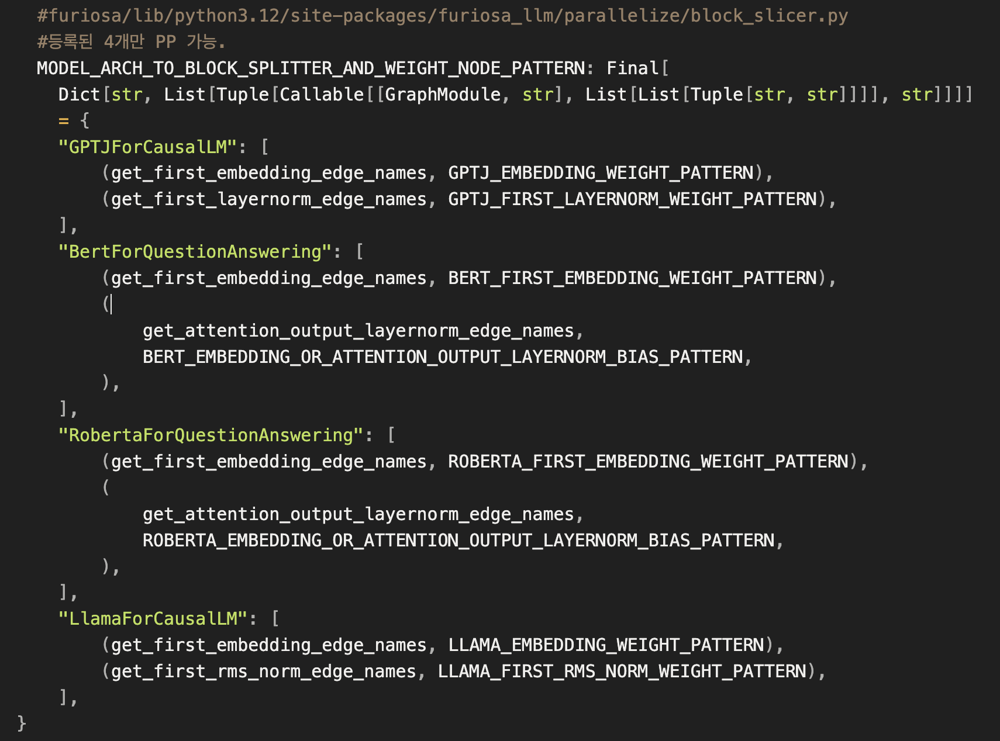 #furiosa/lib/python3.12/site-packages/furiosa_llm/parallelize/block_slicer.py
#등록된 4개만 PP 가능.
MODEL_ARCH_TO_BLOCK_SPLITTER_AND_WEIGHT_NODE_PATTERN: Final[
Dict[str, List[Tuple[Callable[[GraphModule, str], List[List[Tuple[str, str]]]], str]]]]
= {
"GPTJForCausalLM": [
(get_first_embedding_edge_names, GPTJ_EMBEDDING_WEIGHT_PATTERN),
(get_first_layernorm_edge_names, GPTJ_FIRST_LAYERNORM_WEIGHT_PATTERN),
],
"BertForQuestionAnswering": [
(get_first_embedding_edge_names, BERT_FIRST_EMBEDDING_WEIGHT_PATTERN),
(
get_attention_output_layernorm_edge_names,
BERT_EMBEDDING_OR_ATTENTION_OUTPUT_LAYERNORM_BIAS_PATTERN,
),
],
"RobertaForQuestionAnswering": [
(get_first_embedding_edge_names, ROBERTA_FIRST_EMBEDDING_WEIGHT_PATTERN),
(
get_attention_output_layernorm_edge_names,
ROBERTA_EMBEDDING_OR_ATTENTION_OUTPUT_LAYERNORM_BIAS_PATTERN,
),
],
"LlamaForCausalLM": [
(get_first_embedding_edge_names, LLAMA_EMBEDDING_WEIGHT_PATTERN),
(get_first_rms_norm_edge_names, LLAMA_FIRST_RMS_NORM_WEIGHT_PATTERN),
],
}